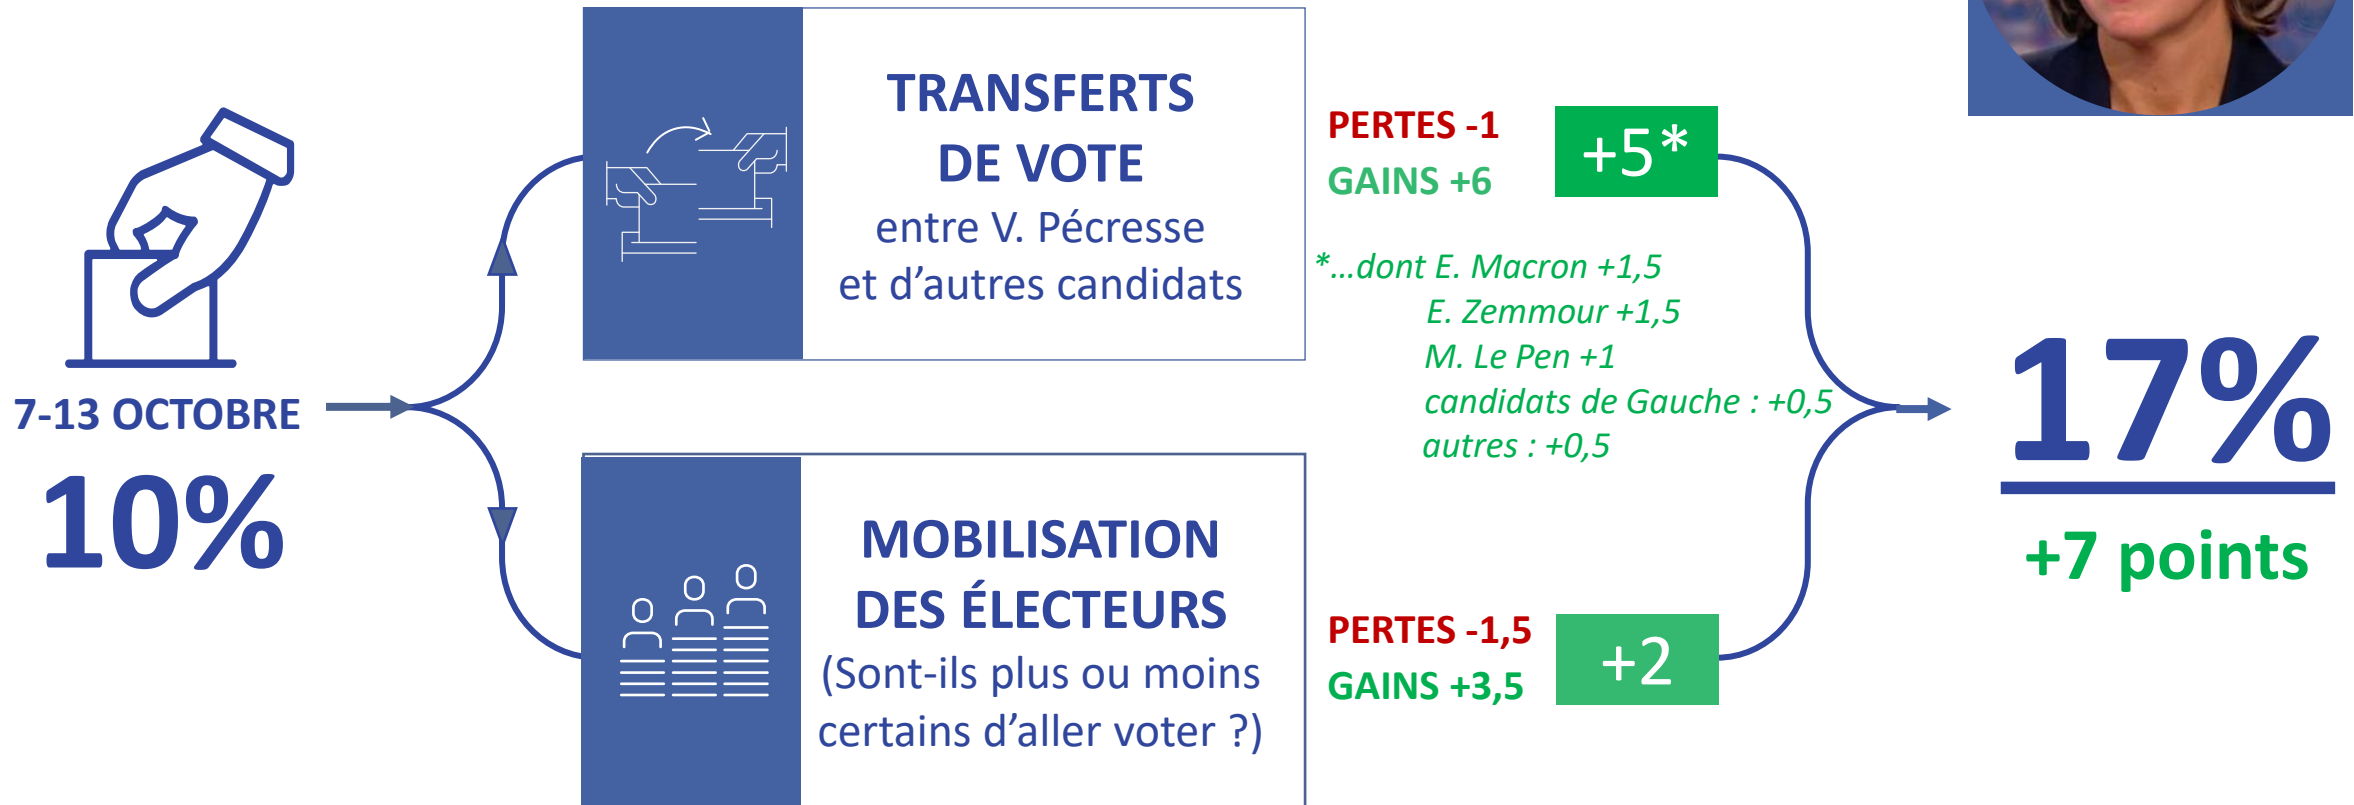 7-13 OCTOBRE
10%
TRANSFERTS
DE VOTE
entre V. Pécresse
et d’autres candidats
PERTES -1
GAINS +6
+5*
*...dont E. Macron +1,5
E. Zemmour +1,5
M. Le Pen +1
candidats de Gauche : +0,5
autres : +0,5
MOBILISATION
DES ÉLECTEURS
(Sont-ils plus ou moins
certains d’aller voter ?)
PERTES -1,5
GAINS +3,5
+2
17%
+7 points